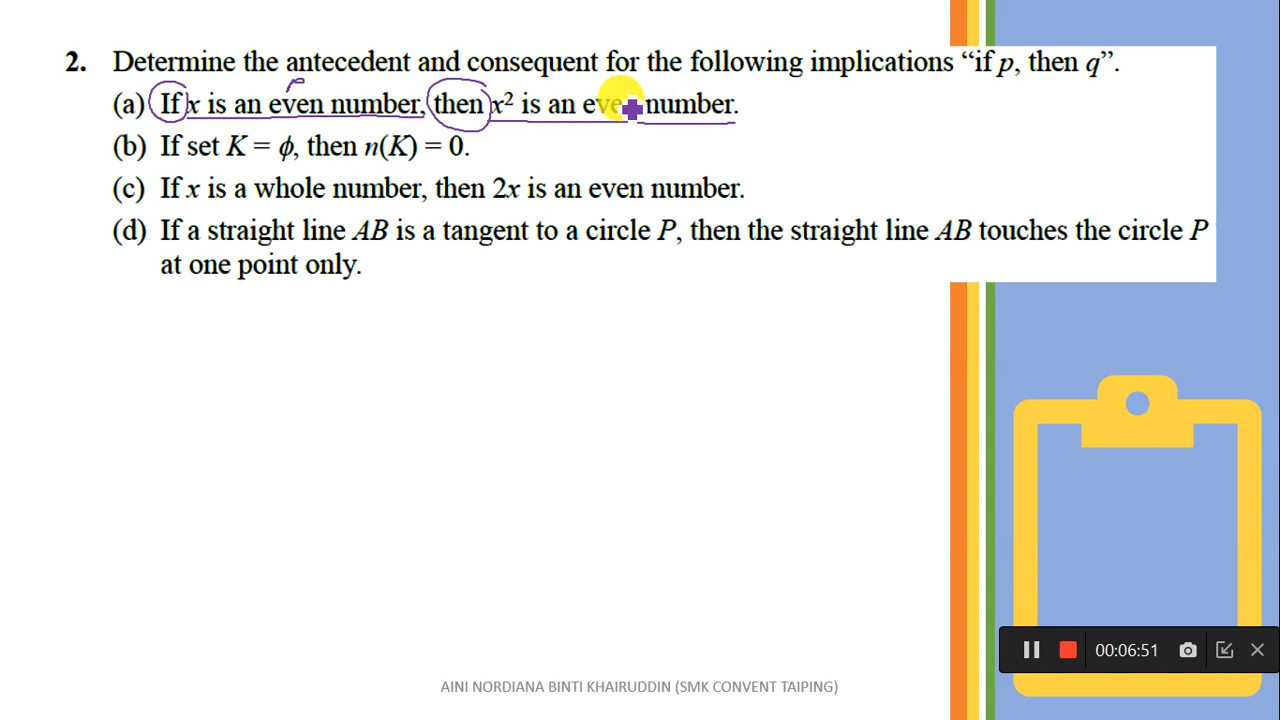 2. Determine the antecedent and consequent for the following implications “if p, then q”.
(a) If x is an even number, then x² is an even number.
(b) If set K = ϕ, then n(K) = 0.
(c) If x is a whole number, then 2x is an even number.
(d) If a straight line AB is a tangent to a circle P, then the straight line AB touches the circle P
at one point only.
00:06:51
AINI NORDIANA BINTI KHAIRUDDIN (SMK CONVENT TAIPING)